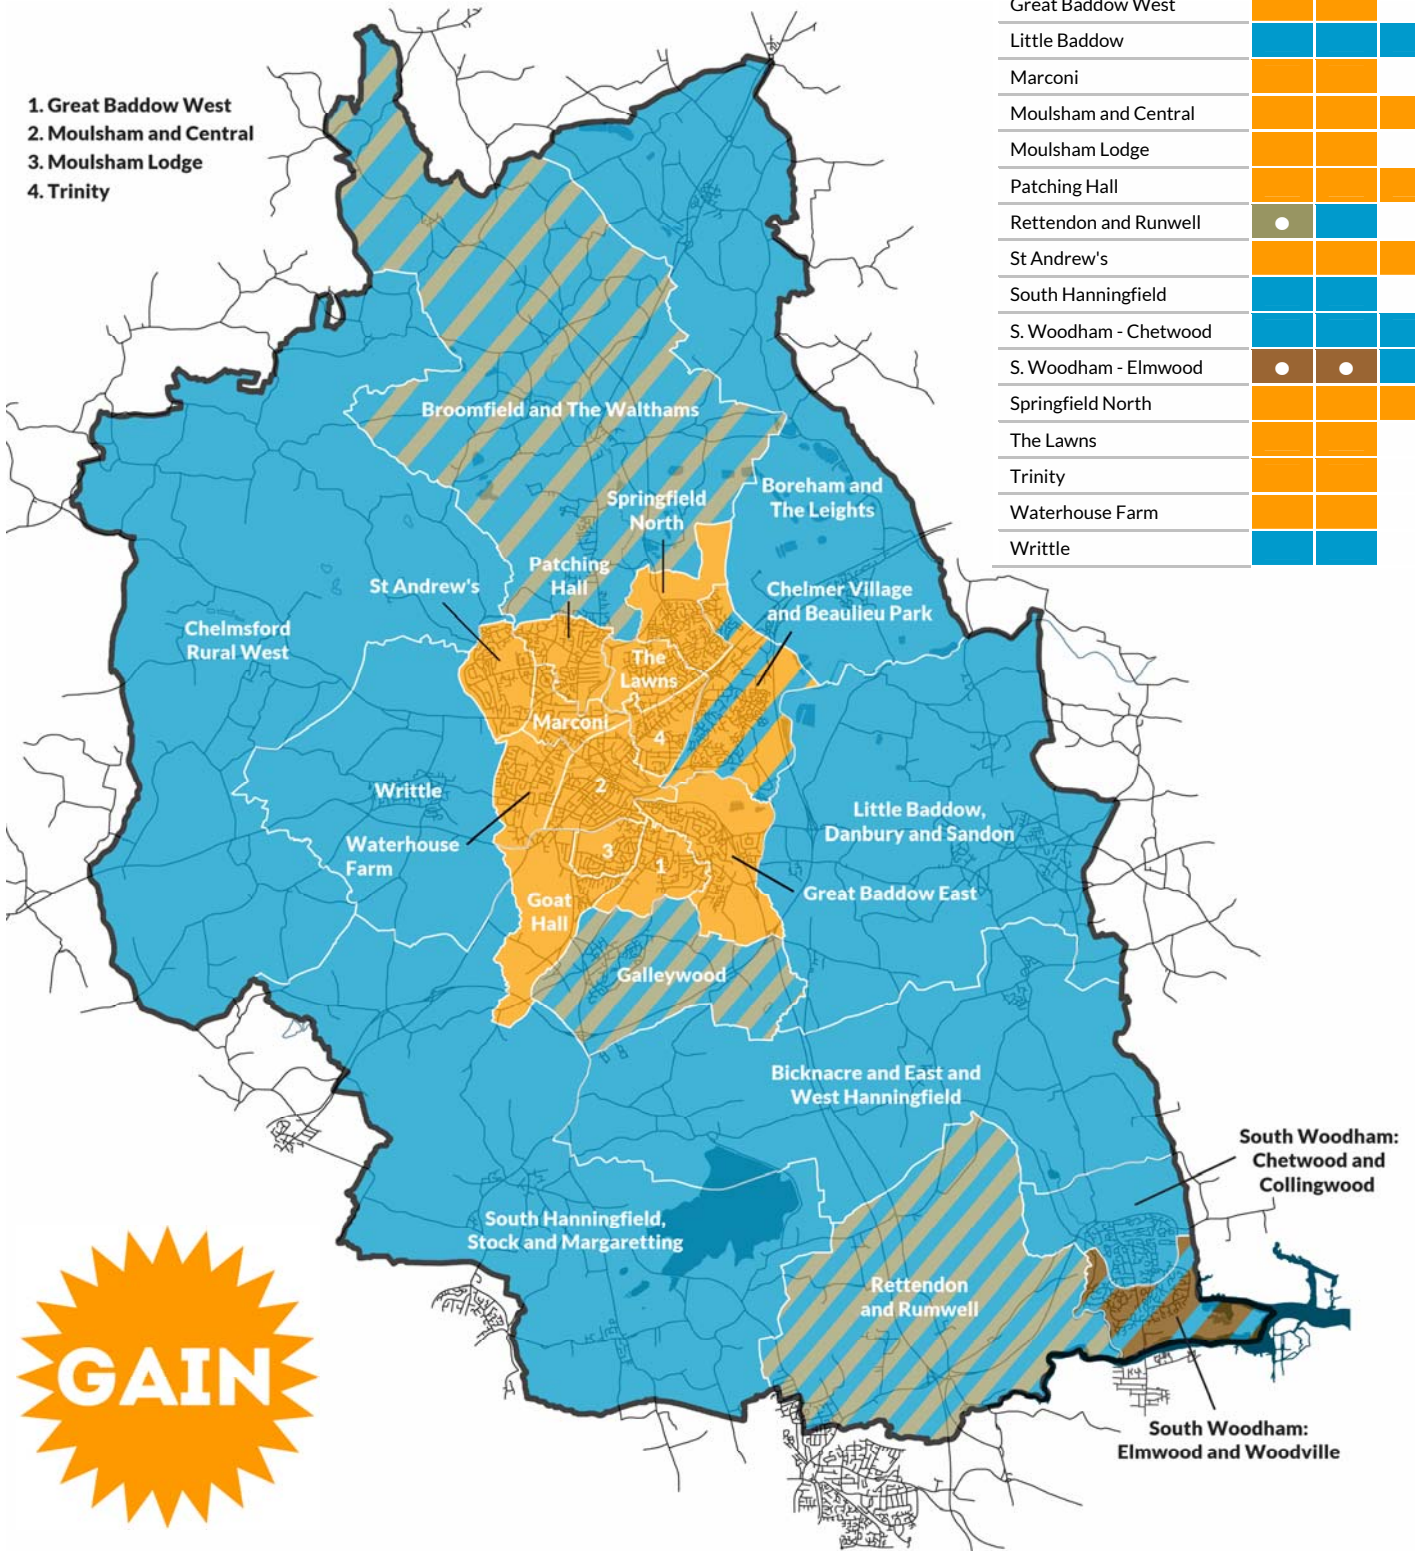 Great Baddow West
Little Baddow
Marconi
Moulsham and Central
Moulsham Lodge
Patching Hall
Rettendon and Runwell
St Andrew's
South Hanningfield
S. Woodham - Chetwood
S. Woodham - Elmwood
Springfield North
The Lawns
Trinity
Waterhouse Farm
Writtle
1. Great Baddow West
2. Moulsham and Central
3. Moulsham Lodge
4. Trinity
Broomfield and The Walthams
Springfield
North
Boreham and
The Leights
Patching
Hall
St Andrew's
Chelmer Village
and Beaulieu Park
Chelmsford
Rural West
The
Lawns
Marconi
4
2
Writtle
Little Baddow,
Danbury and Sandon
Waterhouse
Farm
3
1
Great Baddow East
Goat
Hall
Galleywood
Bicknacre and East and
West Hanningfield
South Woodham:
Chetwood and
Collingwood
South Hanningfield,
Stock and Margaretting
Rettendon
and Rumwell
GAIN
South Woodham:
Elmwood and Woodville